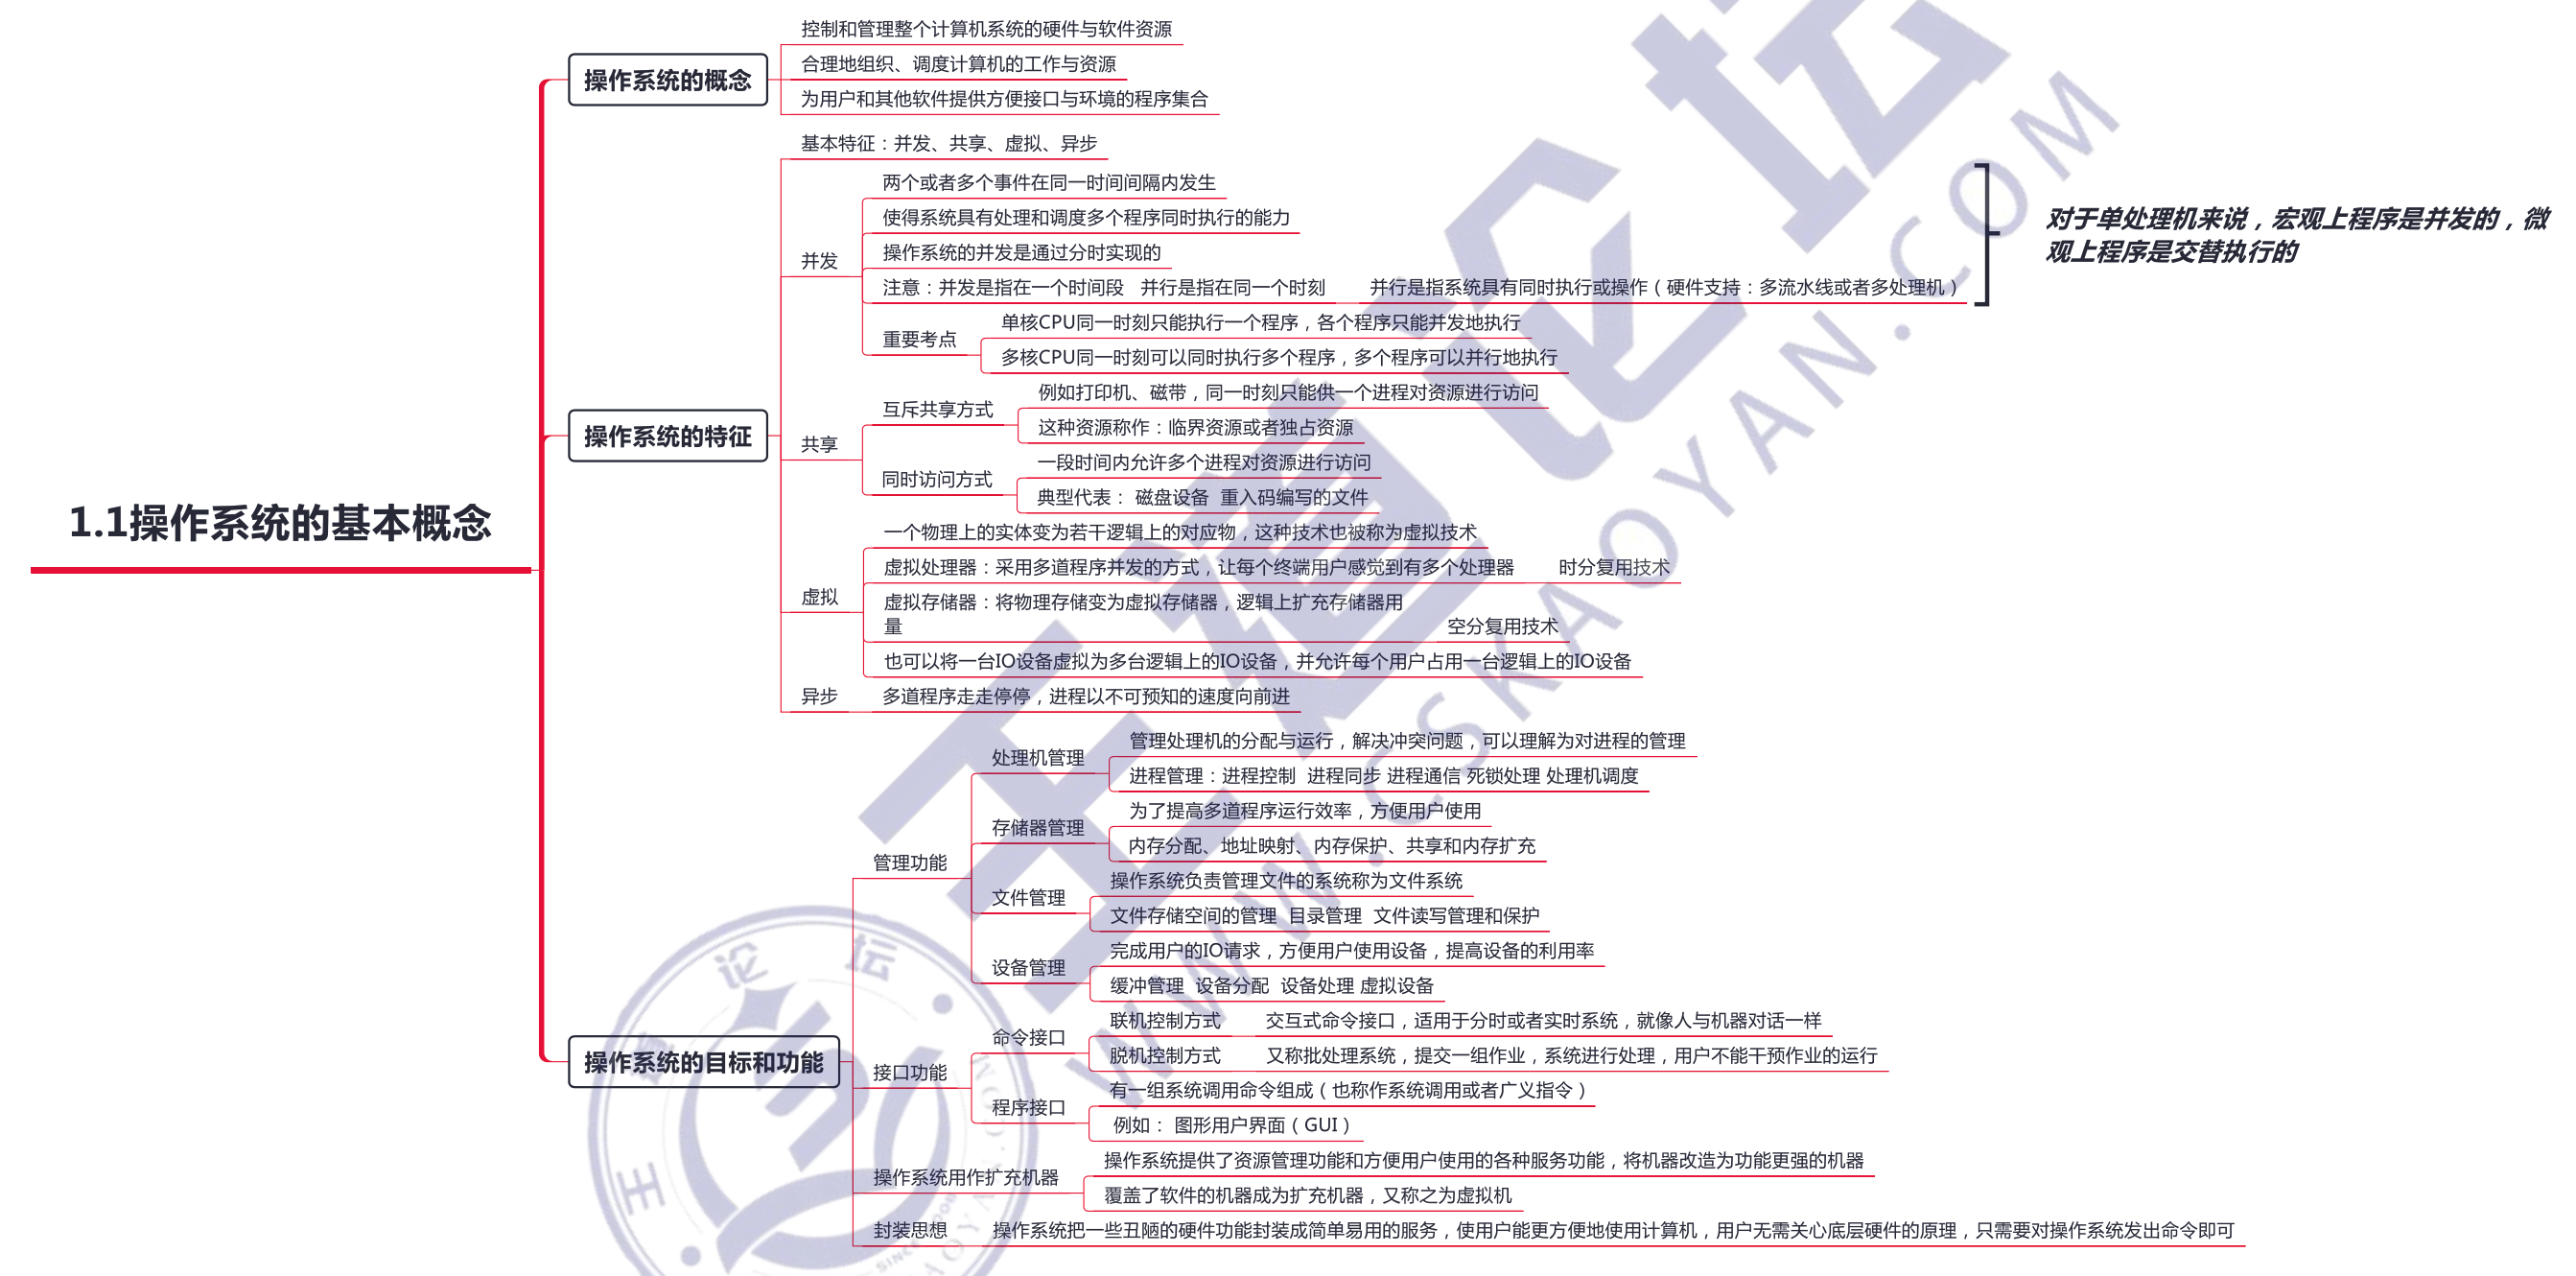 1.1操作系统的基本概念
操作系统的概念
控制和管理整个计算机系统的硬件与软件资源
合理地组织、调度计算机的工作与资源
为用户和其他软件提供方便接口与环境的程序集合
操作系统的特征
基本特征：并发、共享、虚拟、异步
并发
两个或者多个事件在同一时间间隔内发生
使得系统具有处理和调度多个程序同时执行的能力
操作系统的并发是通过分时实现的
注意：并发是指在一个时间段 并行是指在同一个时刻
并行是指系统具有同时执行或操作（硬件支持：多流水线或者多处理机）
对于单处理机来说，宏观上程序是并发的，微
观上程序是交替执行的
重要考点
单核CPU同一时刻只能执行一个程序，各个程序只能并发地执行
多核CPU同一时刻可以同时执行多个程序，多个程序可以并行地执行
共享
互斥共享方式
例如打印机、磁带，同一时刻只能供一个进程对资源进行访问
这种资源称作：临界资源或者独占资源
同时访问方式
一段时间内允许多个进程对资源进行访问
典型代表： 磁盘设备 重入码编写的文件
虚拟
一个物理上的实体变为若干逻辑上的对应物，这种技术也被称为虚拟技术
虚拟处理器：采用多道程序并发的方式，让每个终端用户感觉到有多个处理器
时分复用技术
虚拟存储器：将物理存储变为虚拟存储器，逻辑上扩充存储器用
量
空分复用技术
也可以将一台IO设备虚拟为多台逻辑上的IO设备，并允许每个用户占用一台逻辑上的IO设备
异步
多道程序走走停停，进程以不可预知的速度向前进
操作系统的目标和功能
管理功能
处理机管理
管理处理机的分配与运行，解决冲突问题，可以理解为对进程的管理
进程管理：进程控制 进程同步 进程通信 死锁处理 处理机调度
存储器管理
为了提高多道程序运行效率，方便用户使用
内存分配、地址映射、内存保护、共享和内存扩充
文件管理
操作系统负责管理文件的系统称为文件系统
文件存储空间的管理 目录管理 文件读写管理和保护
设备管理
完成用户的IO请求，方便用户使用设备，提高设备的利用率
缓冲管理 设备分配 设备处理 虚拟设备
接口功能
命令接口
联机控制方式
交互式命令接口，适用于分时或者实时系统，就像人与机器对话一样
脱机控制方式
又称批处理系统，提交一组作业，系统进行处理，用户不能干预作业的运行
程序接口
有一组系统调用命令组成（也称作系统调用或者广义指令）
例如： 图形用户界面（GUI）
操作系统用作扩充机器
操作系统提供了资源管理功能和方便用户使用的各种服务功能，将机器改造为功能更强的机器
覆盖了软件的机器成为扩充机器，又称之为虚拟机
封装思想
操作系统把一些丑陋的硬件功能封装成简单易用的服务，使用户能更方便地使用计算机，用户无需关心底层硬件的原理，只需要对操作系统发出命令即可
王道论坛
WWW.CSKAOYAN.COM
王道论坛